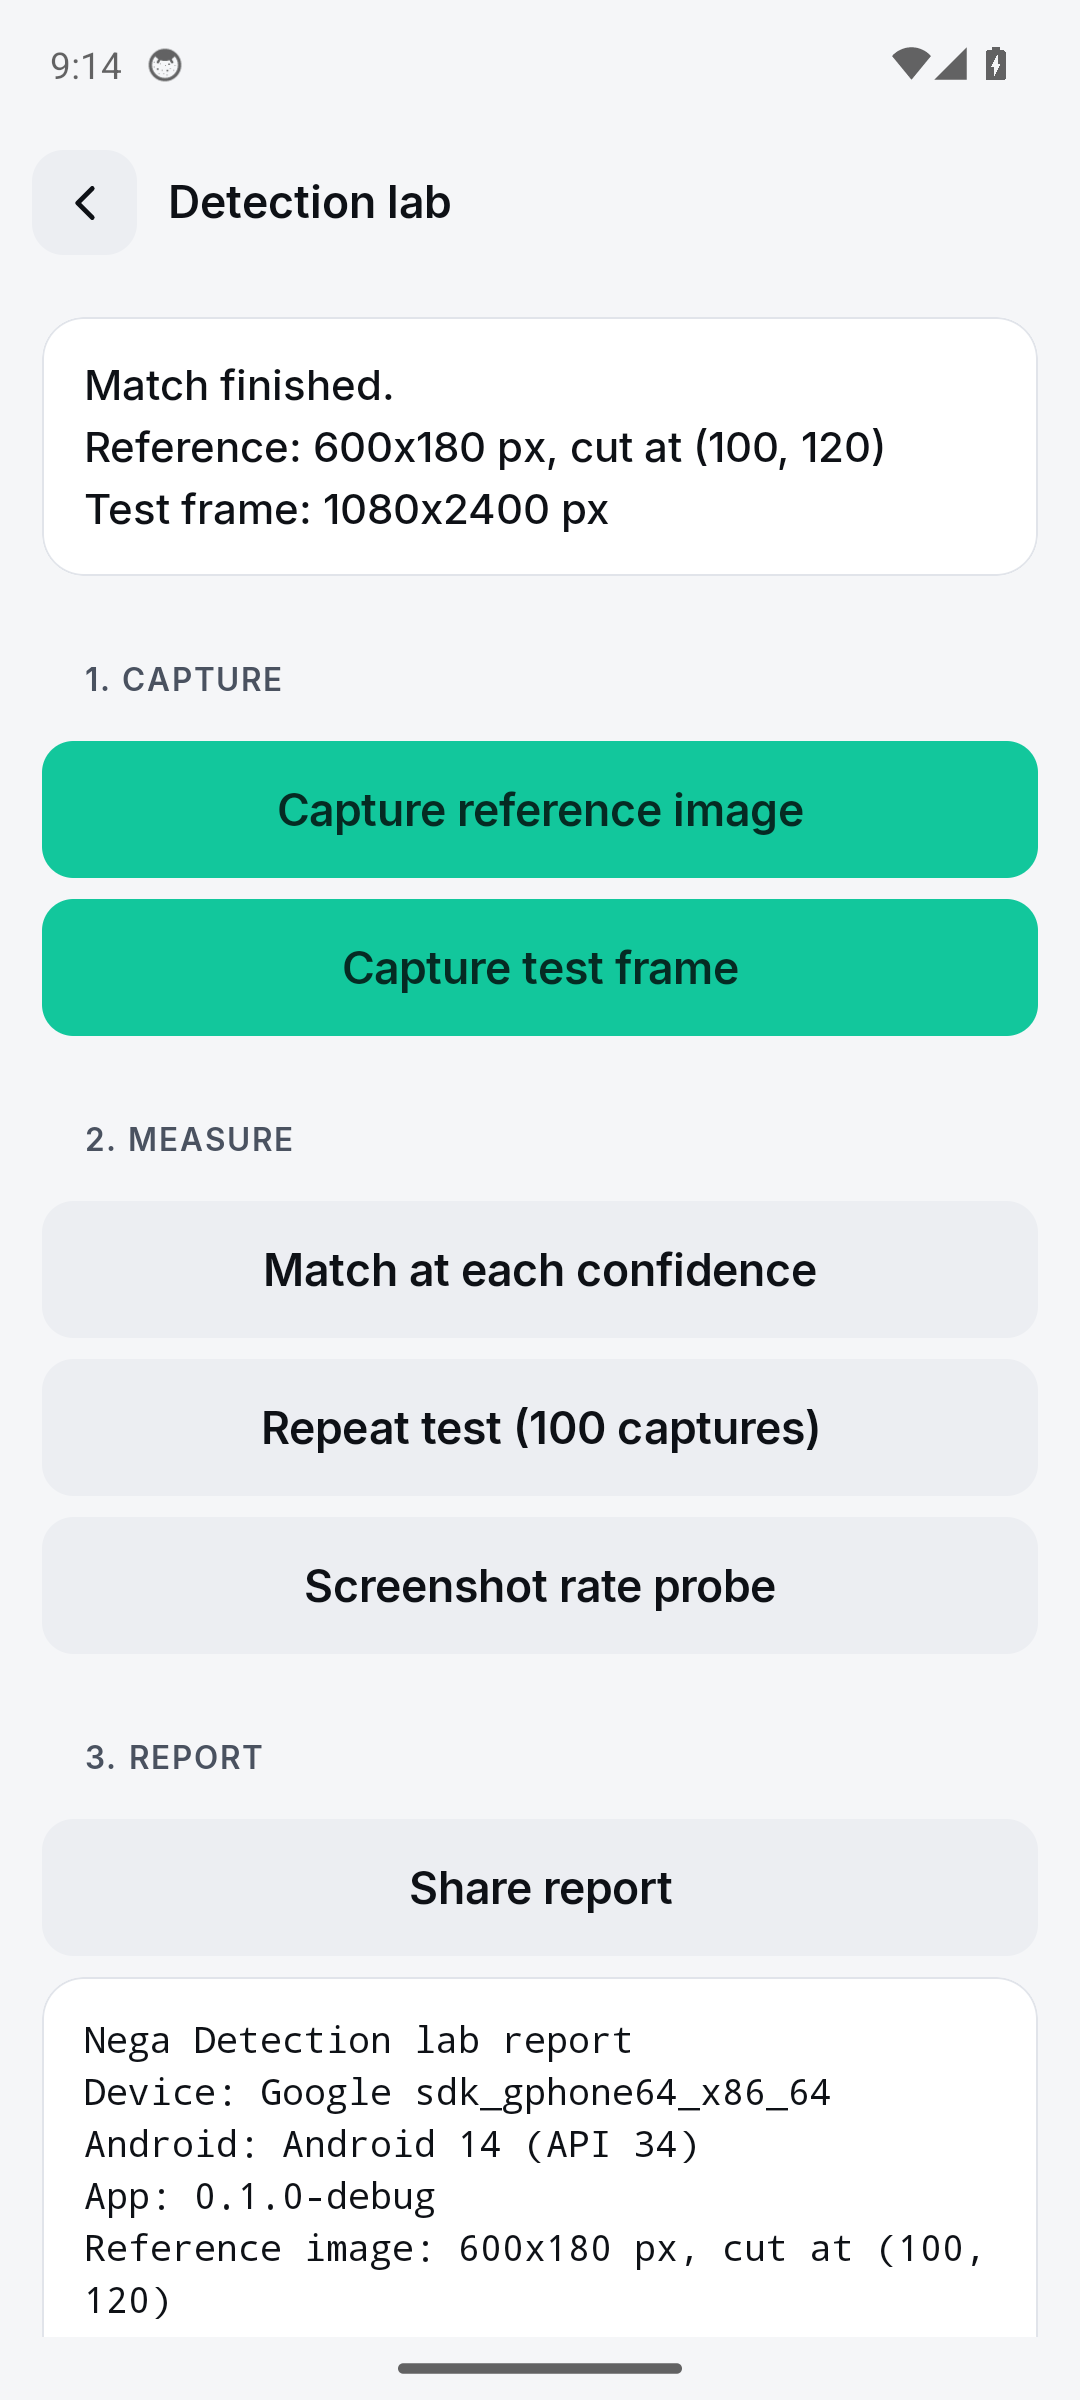 9:14
Detection lab
Match finished.
Reference: 600x180 px, cut at (100, 120)
Test frame: 1080x2400 px
1. CAPTURE
Capture reference image
Capture test frame
2. MEASURE
Match at each confidence
Repeat test (100 captures)
Screenshot rate probe
3. REPORT
Share report
Nega Detection lab report
Device: Google sdk_gphone64_x86_64
Android: Android 14 (API 34)
App: 0.1.0-debug
Reference image: 600x180 px, cut at (100,
120)